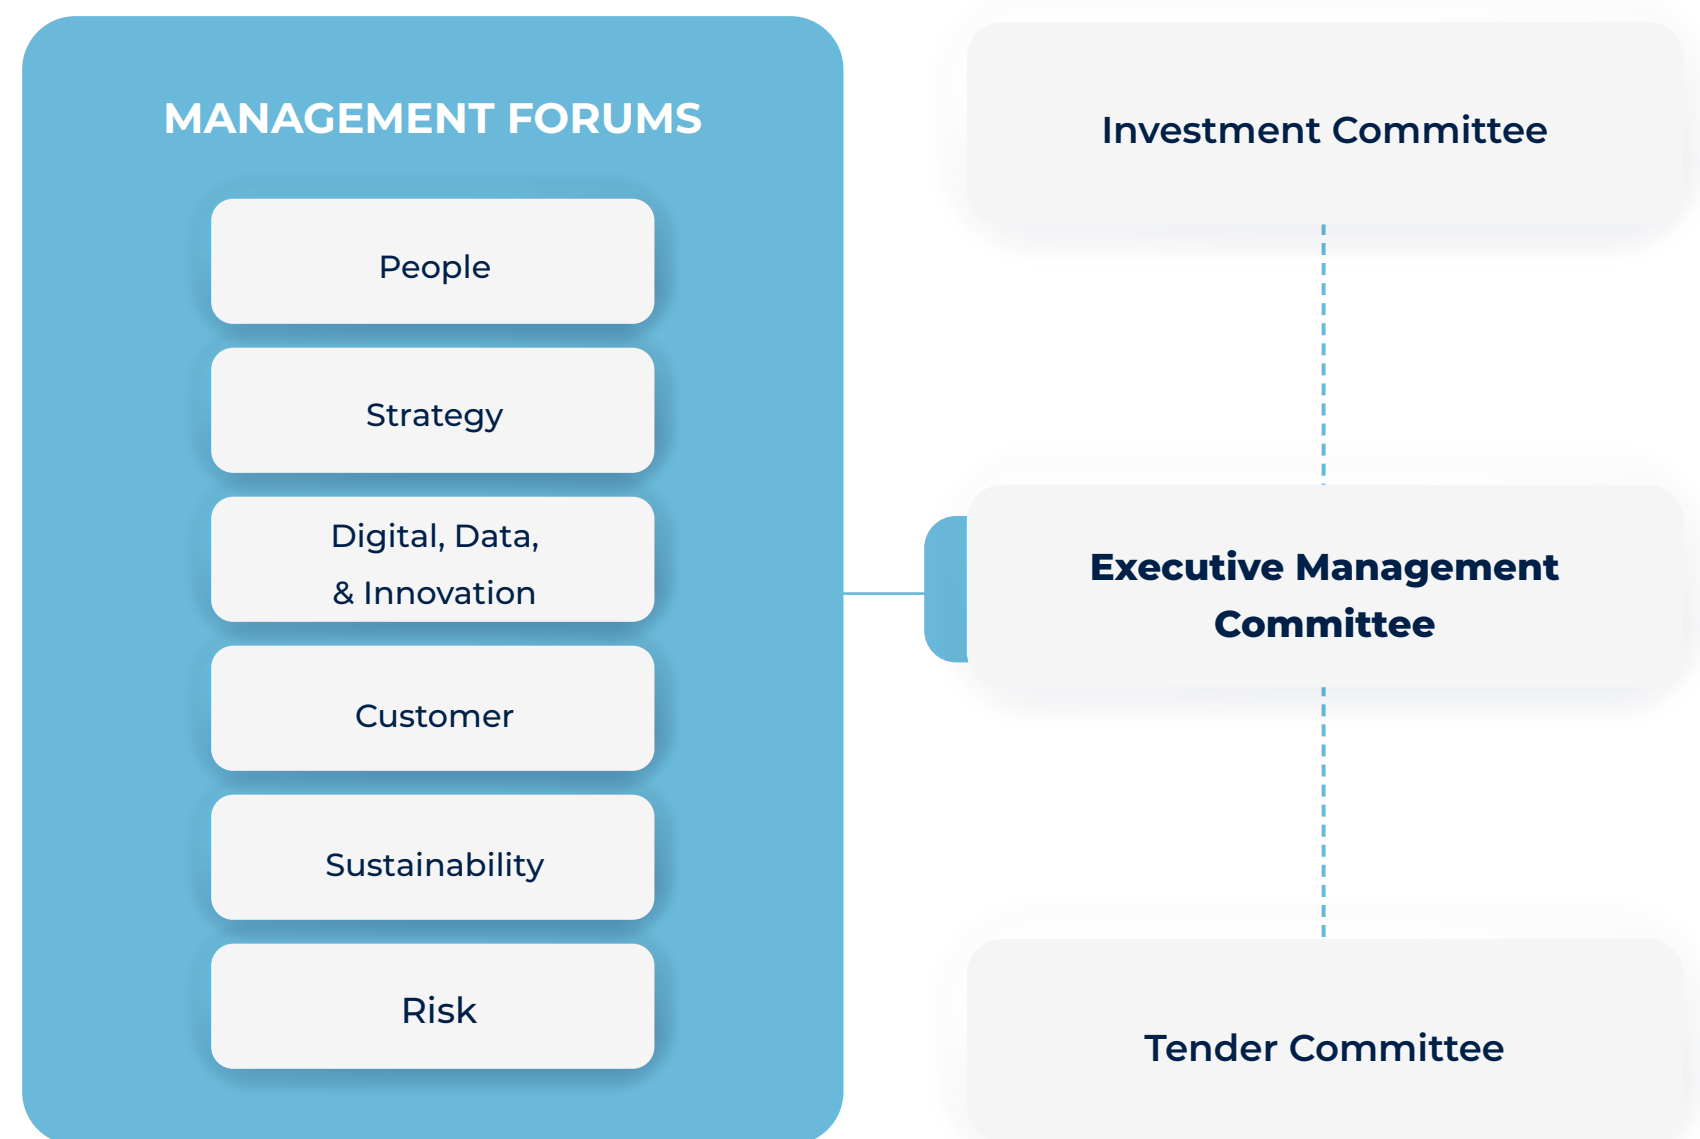 MANAGEMENT FORUMS
People
Strategy
Digital, Data,
& Innovation
Customer
Sustainability
Risk
Investment Committee
Executive Management
Committee
Tender Committee